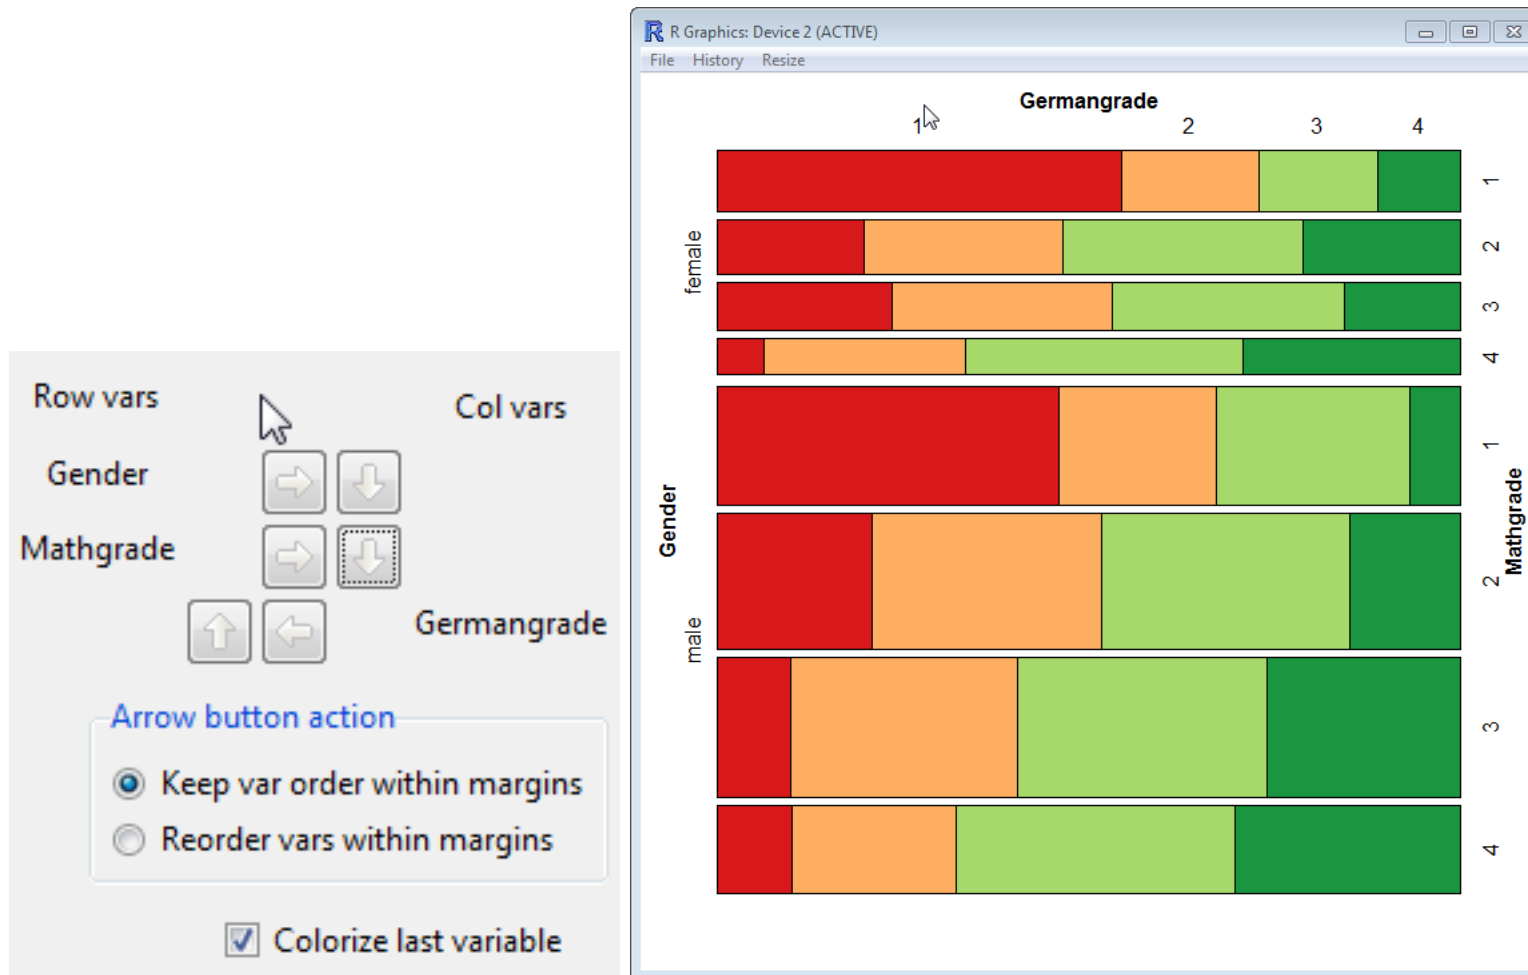 Row vars
Col vars
Gender
Mathgrade
Germangrade
Arrow button action
Keep var order within margins
Reorder vars within margins
Colorize last variable
R Graphics: Device 2 (ACTIVE)
File History Resize
Germangrade
1 2 3 4
Gender
female
male
1
2
3
4
1
2
3
4
Mathgrade